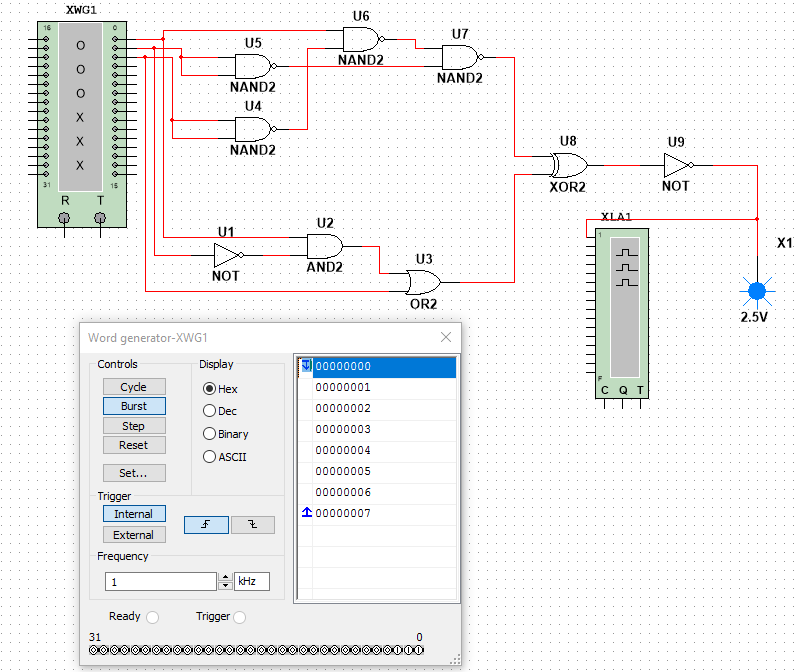 XWG1
16 0
O
O
O
X
X
X
31 15
R T
U6
NAND2
U5
NAND2
U7
NAND2
U4
NAND2
U8
XOR2
U9
NOT
U1
NOT
U2
AND2
U3
OR2
XLA1
1
F
C Q T
X1
2.5V
Word generator-XWG1
Controls
Cycle
Burst
Step
Reset
Set...
Display
Hex
Dec
Binary
ASCII
Trigger
Internal
External
Frequency
1 kHz
Ready Trigger
31 0
00000000
00000001
00000002
00000003
00000004
00000005
00000006
00000007